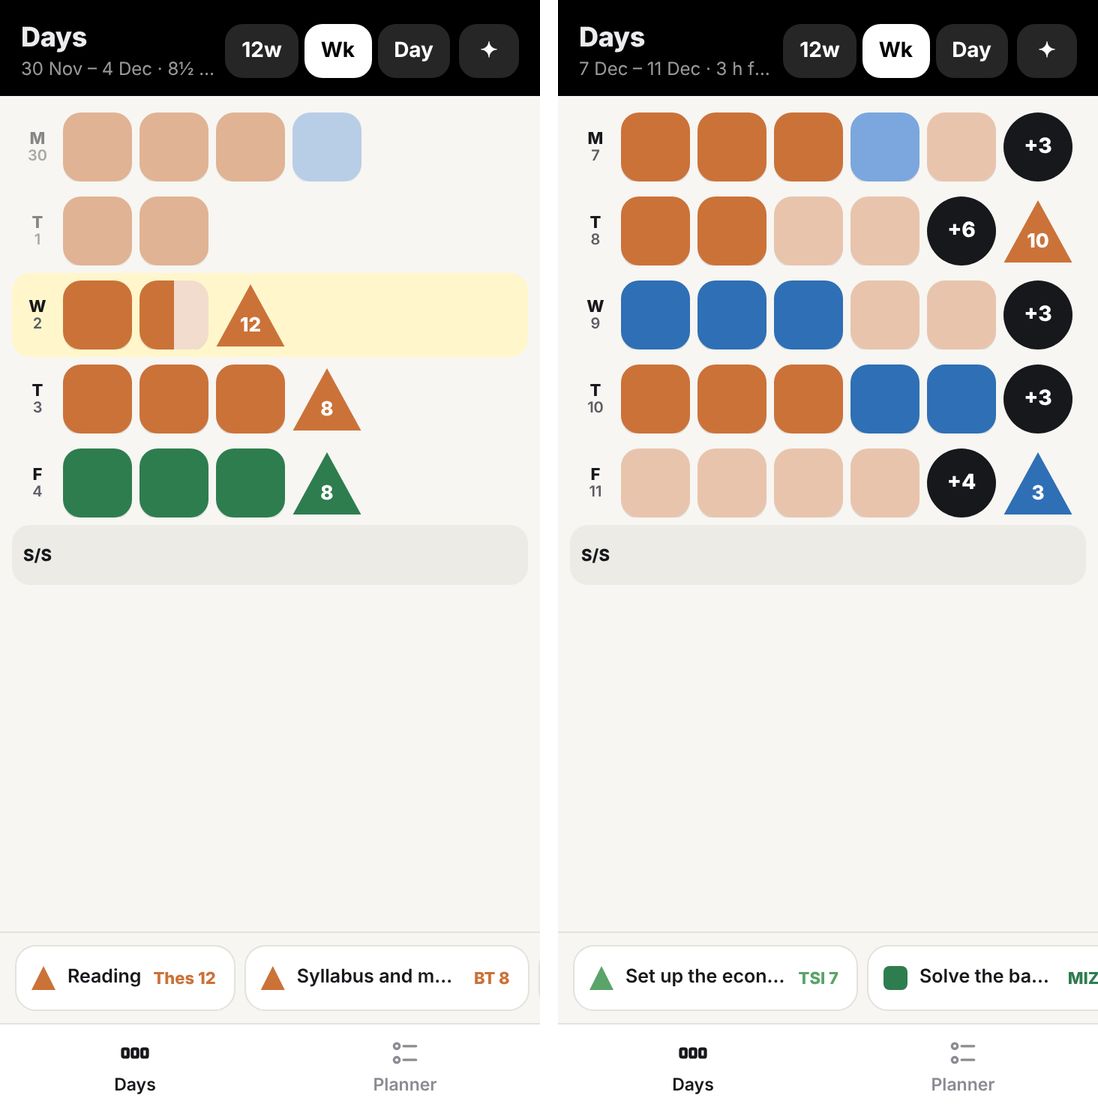 Days
30 Nov – 4 Dec · 8½ ...
12w
Wk
Day
M
30
T
1
W
2
12
T
3
8
F
4
8
S/S
Reading Thes 12
Syllabus and m... BT 8
Days
Planner
Days
7 Dec – 11 Dec · 3 h f...
12w
Wk
Day
M
7
+3
T
8
+6
10
W
9
+3
T
10
+3
F
11
+4
3
S/S
Set up the econ... TSI 7
Solve the ba... MIZ
Days
Planner